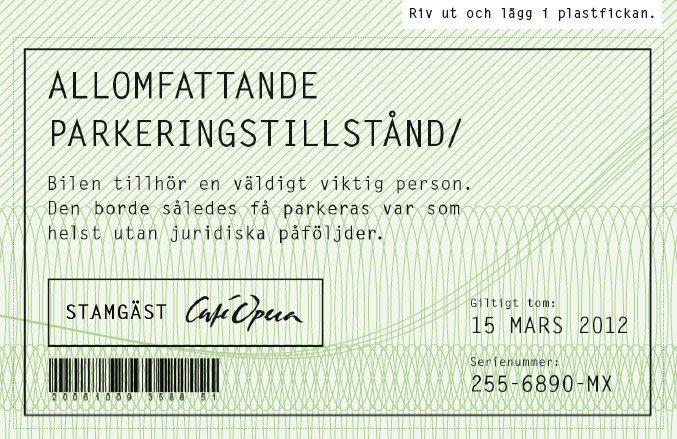 Riv ut och lägg i plastfickan.
ALLOMFATTANDE
PARKERINGSTILLSTÅND/
Bilen tillhör en väldigt viktig person.
Den borde således få parkeras var som
helst utan juridiska påföljder.
STAMGÄST Café Opera
Giltigt tom:
15 MARS 2012
Serienummer:
255-6890-MX
20061009 3588 51